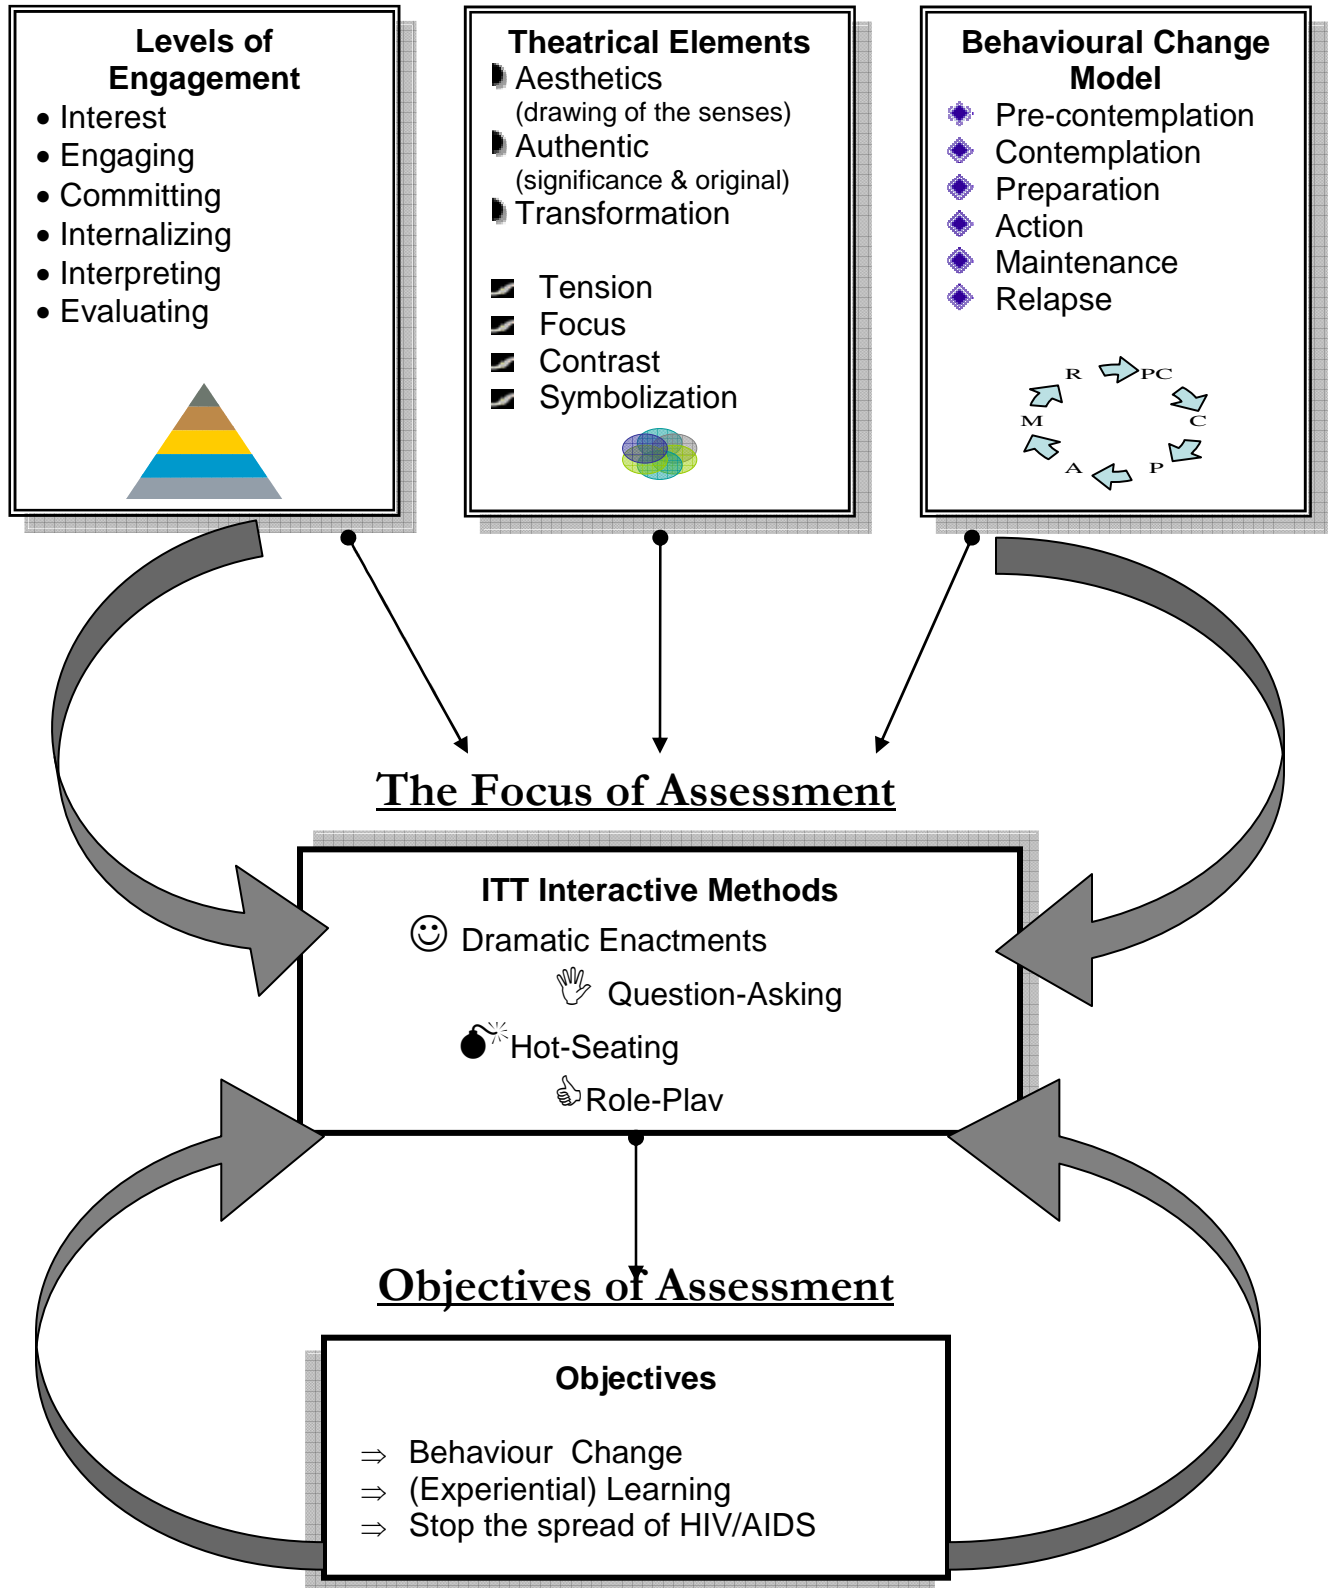 Levels of
Engagement
• Interest
• Engaging
• Committing
• Internalizing
• Interpreting
• Evaluating
Theatrical Elements
Aesthetics
(drawing of the senses)
Authentic
(significance & original)
Transformation
Tension
Focus
Contrast
Symbolization
Behavioural Change
Model
Pre-contemplation
Contemplation
Preparation
Action
Maintenance
Relapse
R PC
M C
A P
The Focus of Assessment
ITT Interactive Methods
Dramatic Enactments
Question-Asking
Hot-Seating
Role-Play
Objectives of Assessment
Objectives
⇒ Behaviour Change
⇒ (Experiential) Learning
⇒ Stop the spread of HIV/AIDS